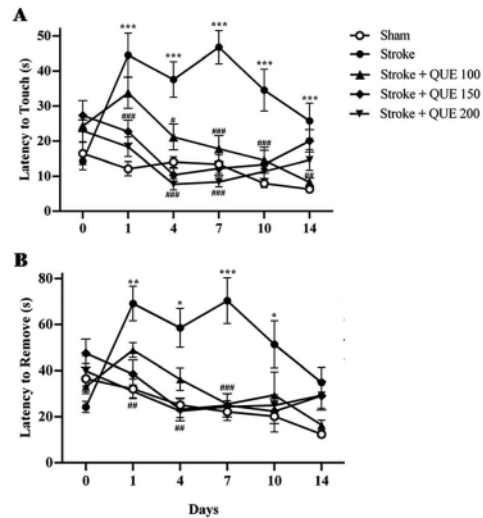 A
Latency to Touch (s)
60
40
30
20
10
0
0 1 4 7 10 14
***
***
***
***
***
###
#
###
###
##
###
###
Sham
Stroke
Stroke + QUE 100
Stroke + QUE 150
Stroke + QUE 200
B
Latency to Remove (s)
80
60
40
20
0
0 1 4 7 10 14
**
*
***
*
###
##
##
Days